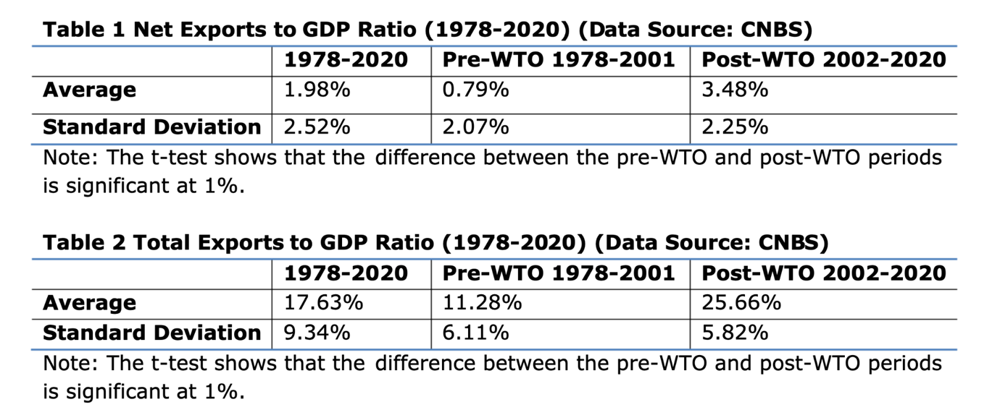 Table 1 Net Exports to GDP Ratio (1978-2020) (Data Source: CNBS)
1978-2020 Pre-WTO 1978-2001 Post-WTO 2002-2020
Average 1.98% 0.79% 3.48%
Standard Deviation 2.52% 2.07% 2.25%
Note: The t-test shows that the difference between the pre-WTO and post-WTO periods
is significant at 1%.
Table 2 Total Exports to GDP Ratio (1978-2020) (Data Source: CNBS)
1978-2020 Pre-WTO 1978-2001 Post-WTO 2002-2020
Average 17.63% 11.28% 25.66%
Standard Deviation 9.34% 6.11% 5.82%
Note: The t-test shows that the difference between the pre-WTO and post-WTO periods
is significant at 1%.